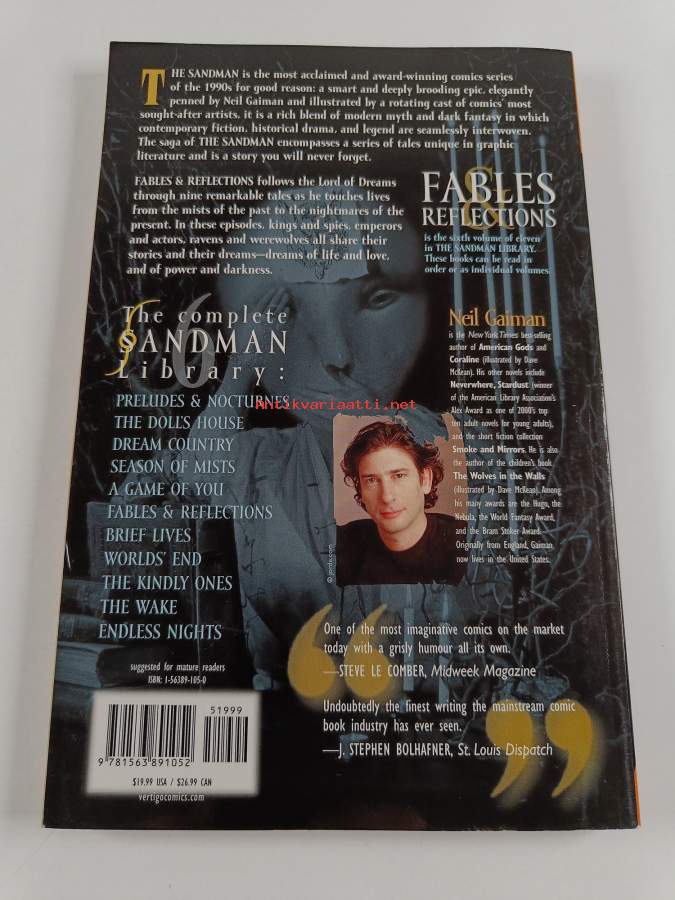 THE SANDMAN is the most acclaimed and award-winning comics series
of the 1990s for good reason: a smart and deeply brooding epic, elegantly
penned by Neil Gaiman and illustrated by a rotating cast of comics' most
sought-after artists, it is a rich blend of modern myth and dark fantasy in which
contemporary fiction, historical drama, and legend are seamlessly interwoven.
The saga of THE SANDMAN encompasses a series of tales unique in graphic
literature and is a story you will never forget.
FABLES & REFLECTIONS follows the Lord of Dreams
through nine remarkable tales as he touches lives
from the mists of the past to the nightmares of the
present. In these episodes, kings and spies, emperors
and actors, ravens and werewolves all share their
stories and their dreams—dreams of life and love,
and of power and darkness.
&
FABLES
REFLECTIONS
is the sixth volume of eleven
in THE SANDMAN LIBRARY.
These books can be read in
order or as individual volumes.
6
The complete
SANDMAN
Library:
PRELUDES & NOCTURNES
THE DOLL'S HOUSE
DREAM COUNTRY
SEASON OF MISTS
A GAME OF YOU
FABLES & REFLECTIONS
BRIEF LIVES
WORLDS' END
THE KINDLY ONES
THE WAKE
ENDLESS NIGHTS
Antikvariaatti.net
Neil Gaiman
is the New York Times best-selling
author of American Gods and
Coraline (illustrated by Dave
McKean). His other novels include
Neverwhere, Stardust (winner
of the American Library Association's
Alex Award as one of 2000's top
ten adult novels for young adults),
and the short fiction collection
Smoke and Mirrors. He is also
the author of the children's book
The Wolves in the Walls
(illustrated by Dave McKean). Among
his many awards are the Hugo, the
Nebula, the World Fantasy Award,
and the Bram Stoker Award.
Originally from England, Gaiman
now lives in the United States.
“
One of the most imaginative comics on the market
today with a grisly humour all its own.
—STEVE LE COMBER, Midweek Magazine
Undoubtedly the finest writing the mainstream comic
book industry has ever seen.
—J. STEPHEN BOLHAFNER, St. Louis Dispatch
”
suggested for mature readers
ISBN: 1-56389-105-0
51999
9 781563 891052
$19.99 USA / $26.99 CAN
vertigocomics.com